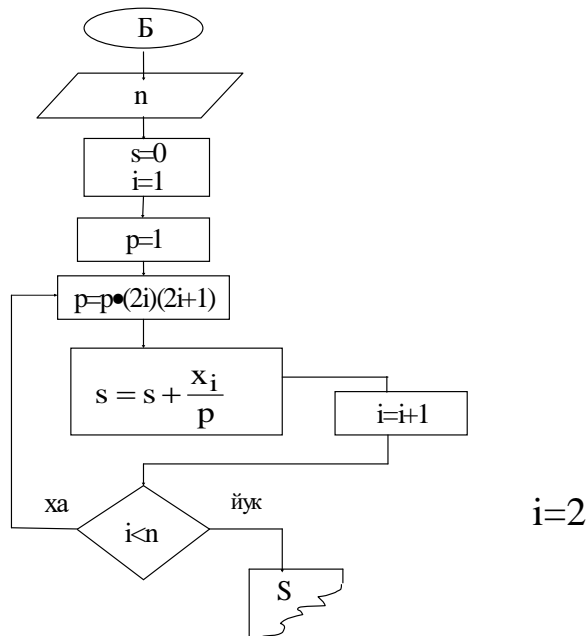 Б
n
s=0
i=1
p=1
p=p•(2i)(2i+1)
s = s + x_i/p
i=i+1
ха
йук
i<n
i=2
S